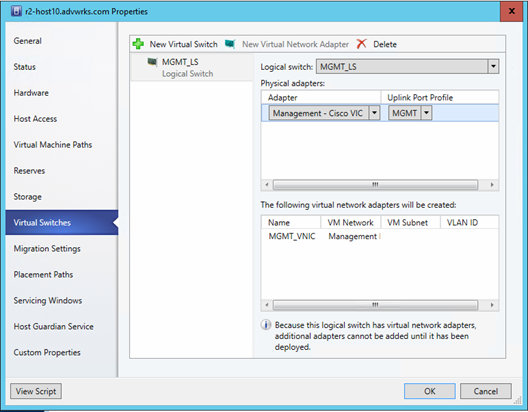 r2-host10.advwrks.com Properties
x
General
Status
Hardware
Host Access
Virtual Machine Paths
Reserves
Storage
Virtual Switches
Migration Settings
Placement Paths
Servicing Windows
Host Guardian Service
Custom Properties
New Virtual Switch New Virtual Network Adapter Delete
MGMT_LS
Logical Switch
Logical switch: MGMT_LS
Physical adapters:
Adapter Uplink Port Profile
Management - Cisco VIC MGMT
The following virtual network adapters will be created:
Name VM Network VM Subnet VLAN ID
MGMT_VNIC Management
Because this logical switch has virtual network adapters,
additional adapters cannot be added until it has been
deployed.
View Script OK Cancel